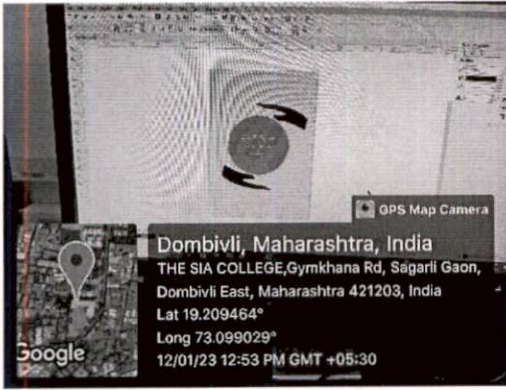 GPS Map Camera
Dombivli, Maharashtra, India
THE SIA COLLEGE,Gymkhana Rd, Sagarli Gaon,
Dombivli East, Maharashtra 421203, India
Lat 19.209464°
Long 73.099029°
12/01/23 12:53 PM GMT +05:30
Google